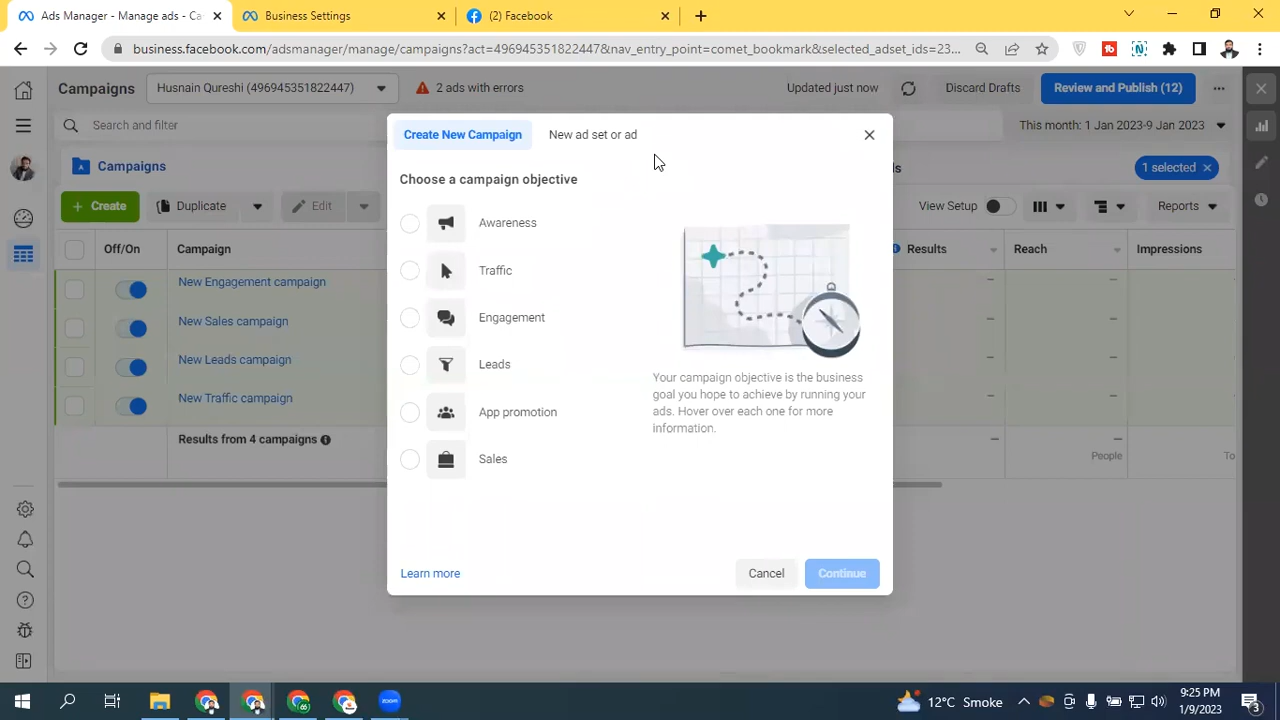 Ads Manager - Manage ads - Ca
Business Settings
(2) Facebook
business.facebook.com/adsmanager/manage/campaigns?act=496945351822447&nav_entry_point=comet_bookmark&selected_adset_ids=23...
Campaigns
Husnain Qureshi (496945351822447)
2 ads with errors
Updated just now
Discard Drafts
Review and Publish (12)
Search and filter
This month: 1 Jan 2023-9 Jan 2023
Create New Campaign
New ad set or ad
Campaigns
ds
1 selected
Choose a campaign objective
Create
Duplicate
Edit
View Setup
Reports
Off/On
Campaign
Results
Reach
Impressions
New Engagement campaign
New Sales campaign
New Leads campaign
New Traffic campaign
Results from 4 campaigns
People
To
Awareness
Traffic
Engagement
Leads
App promotion
Sales
Your campaign objective is the business
goal you hope to achieve by running your
ads. Hover over each one for more
information.
Learn more
Cancel
Continue
zoom
12°C Smoke
9:25 PM
1/9/2023
3